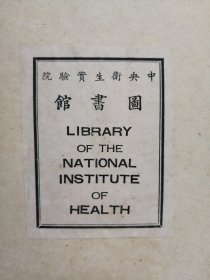 院驗實生衛央中
館書圖
LIBRARY
OF THE
NATIONAL
INSTITUTE
OF
HEALTH